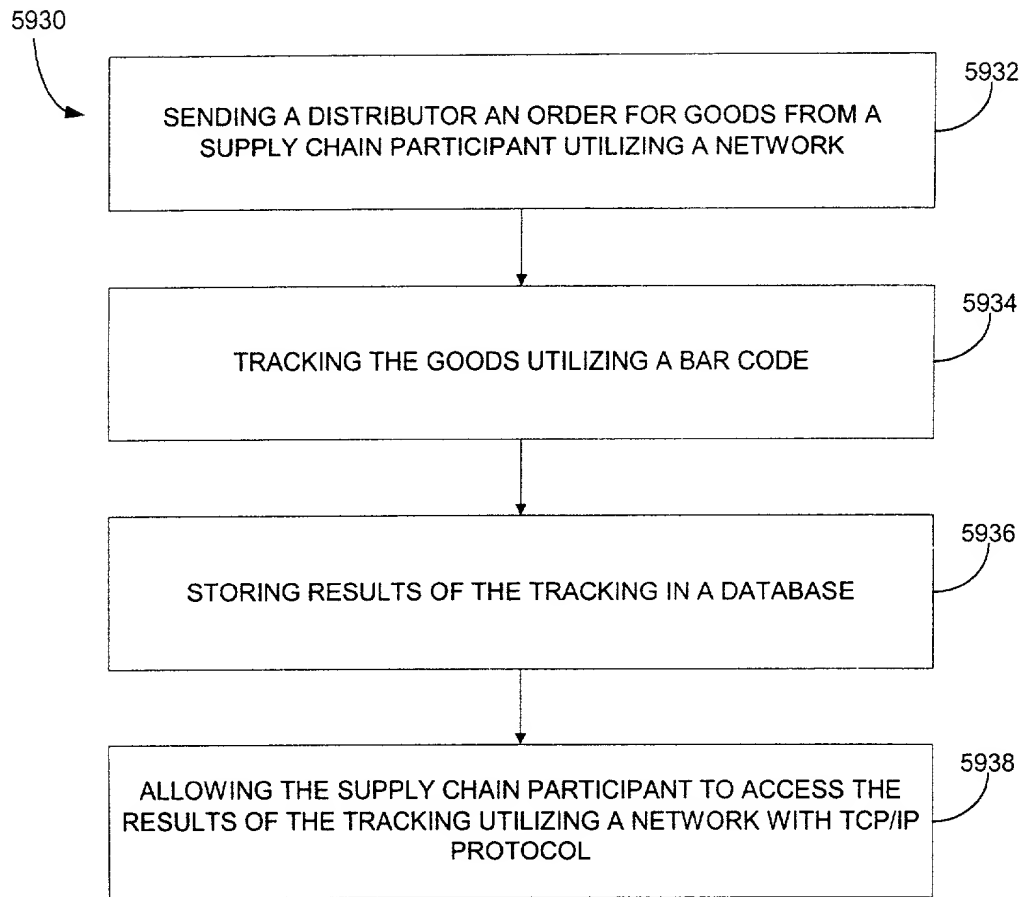 5930
5932
SENDING A DISTRIBUTOR AN ORDER FOR GOODS FROM A
SUPPLY CHAIN PARTICIPANT UTILIZING A NETWORK
5934
TRACKING THE GOODS UTILIZING A BAR CODE
5936
STORING RESULTS OF THE TRACKING IN A DATABASE
5938
ALLOWING THE SUPPLY CHAIN PARTICIPANT TO ACCESS THE
RESULTS OF THE TRACKING UTILIZING A NETWORK WITH TCP/IP
PROTOCOL